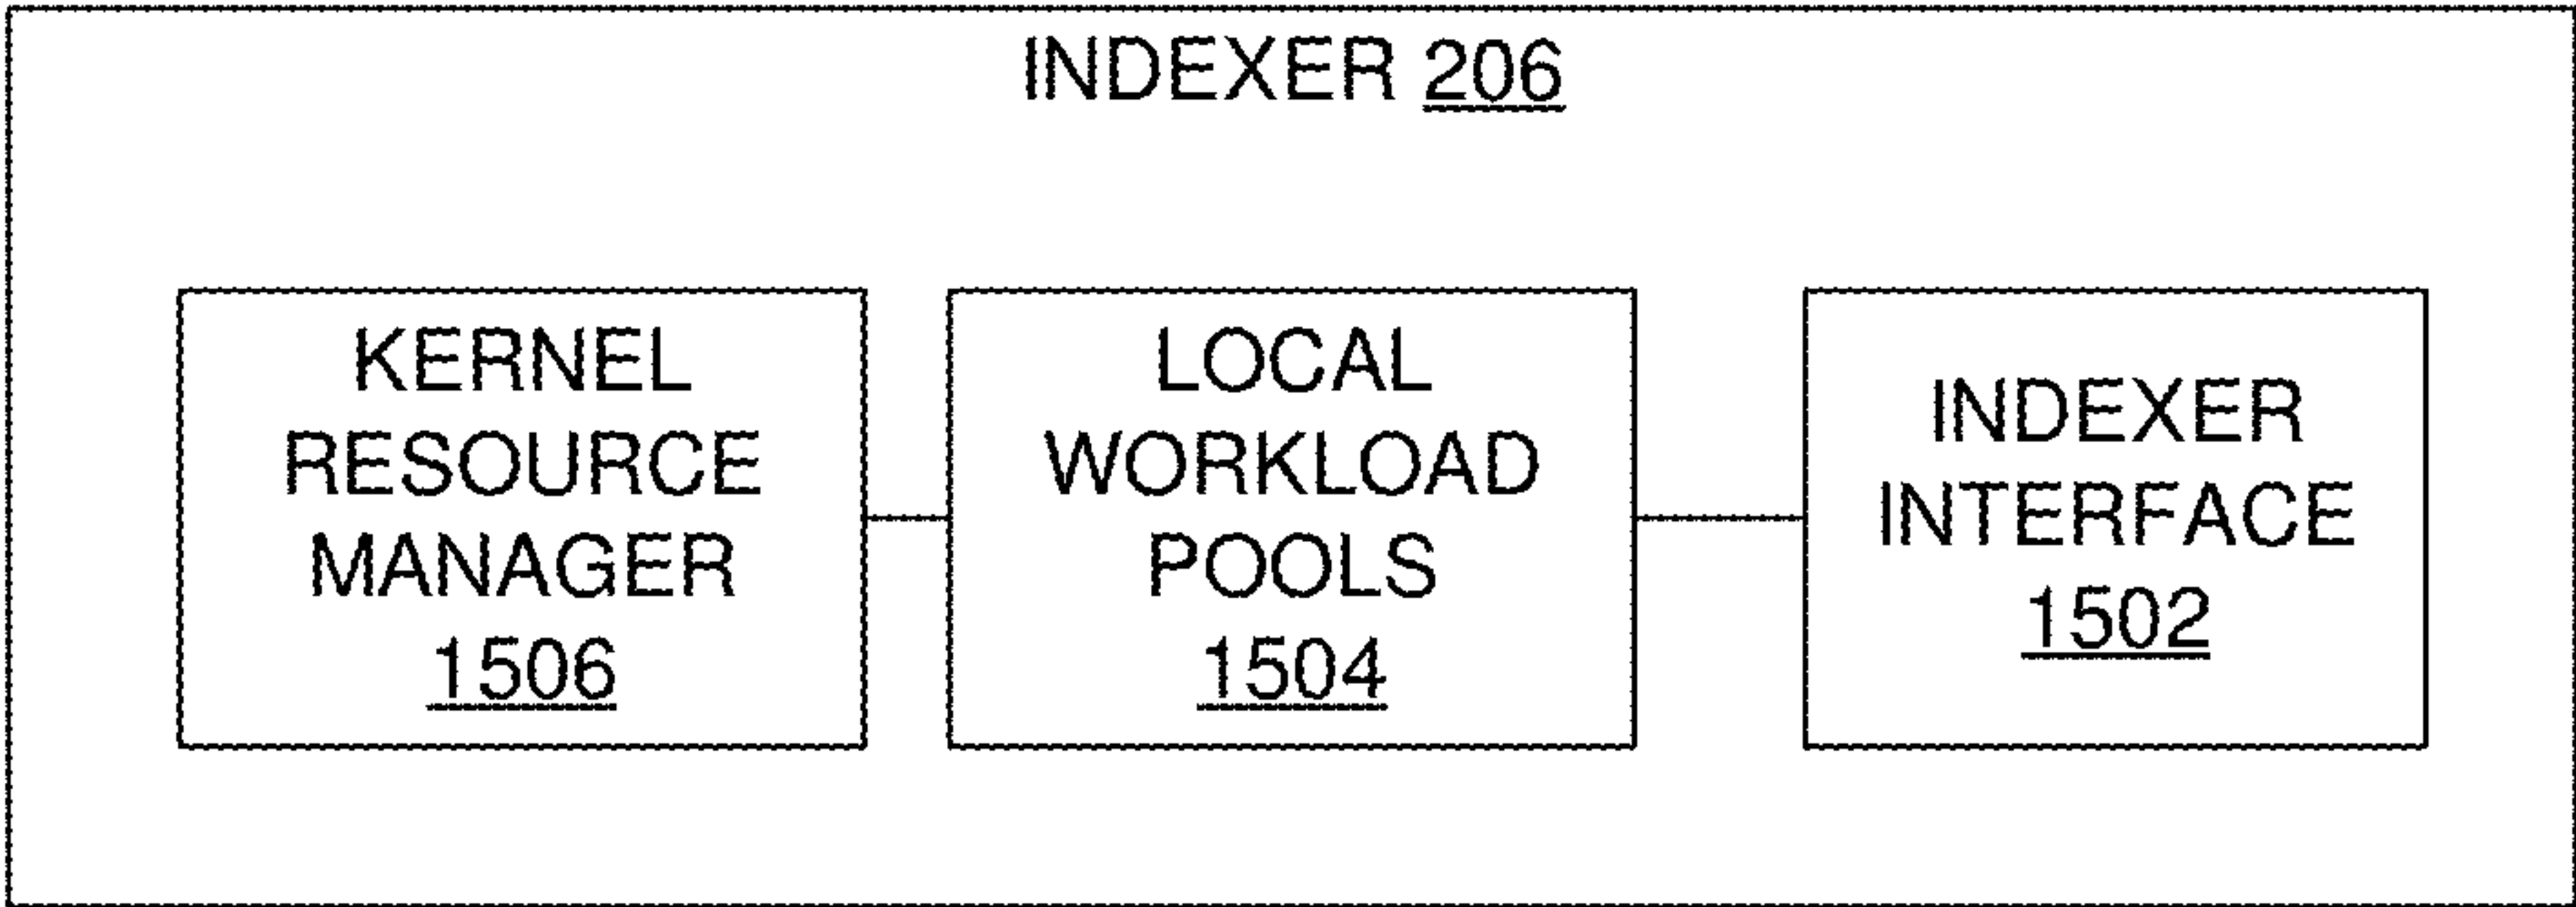 INDEXER 206
KERNEL
RESOURCE
MANAGER
1506
LOCAL
WORKLOAD
POOLS
1504
INDEXER
INTERFACE
1502